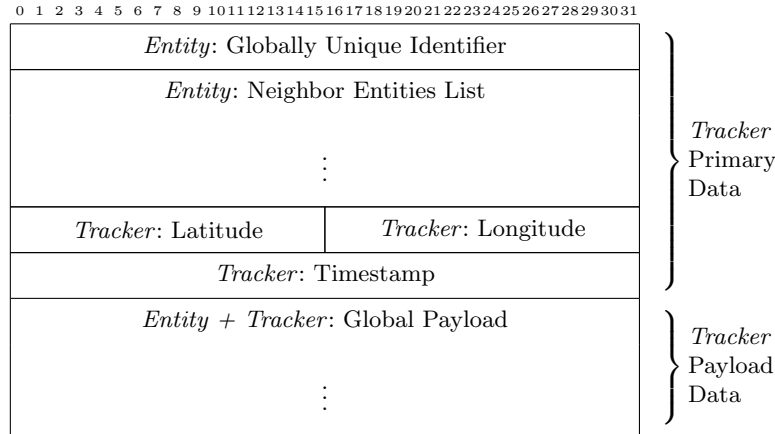 0 1 2 3 4 5 6 7 8 9 10 11 12 13 14 15 16 17 18 19 20 21 22 23 24 25 26 27 28 29 30 31
Entity: Globally Unique Identifier
Entity: Neighbor Entities List
⋮
Tracker: Latitude
Tracker: Longitude
Tracker: Timestamp
Tracker
Primary
Data
Entity + Tracker: Global Payload
⋮
Tracker
Payload
Data